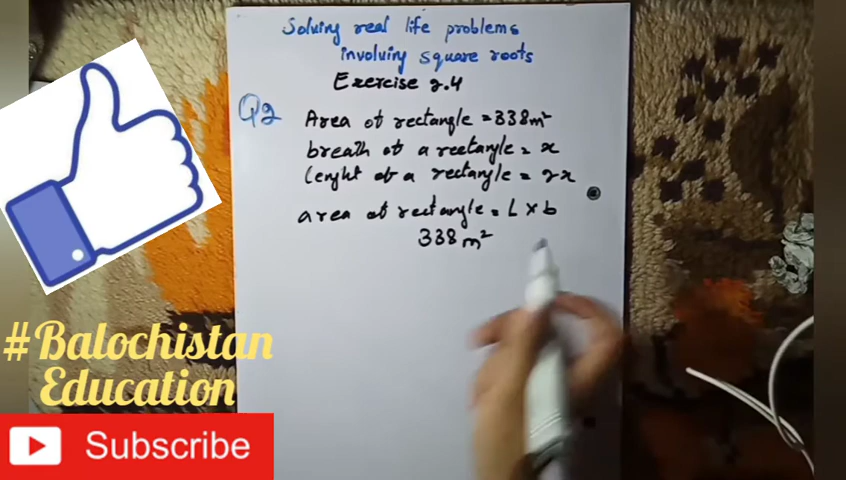 Solving real life problems
involving square roots
Exercise 2.4
Q2
Area of rectangle = 338m²
breath of a rectangle = x
lenght of a rectangle = 2x
area of rectangle = L × b
338 m²
#Balochistan
Education
Subscribe